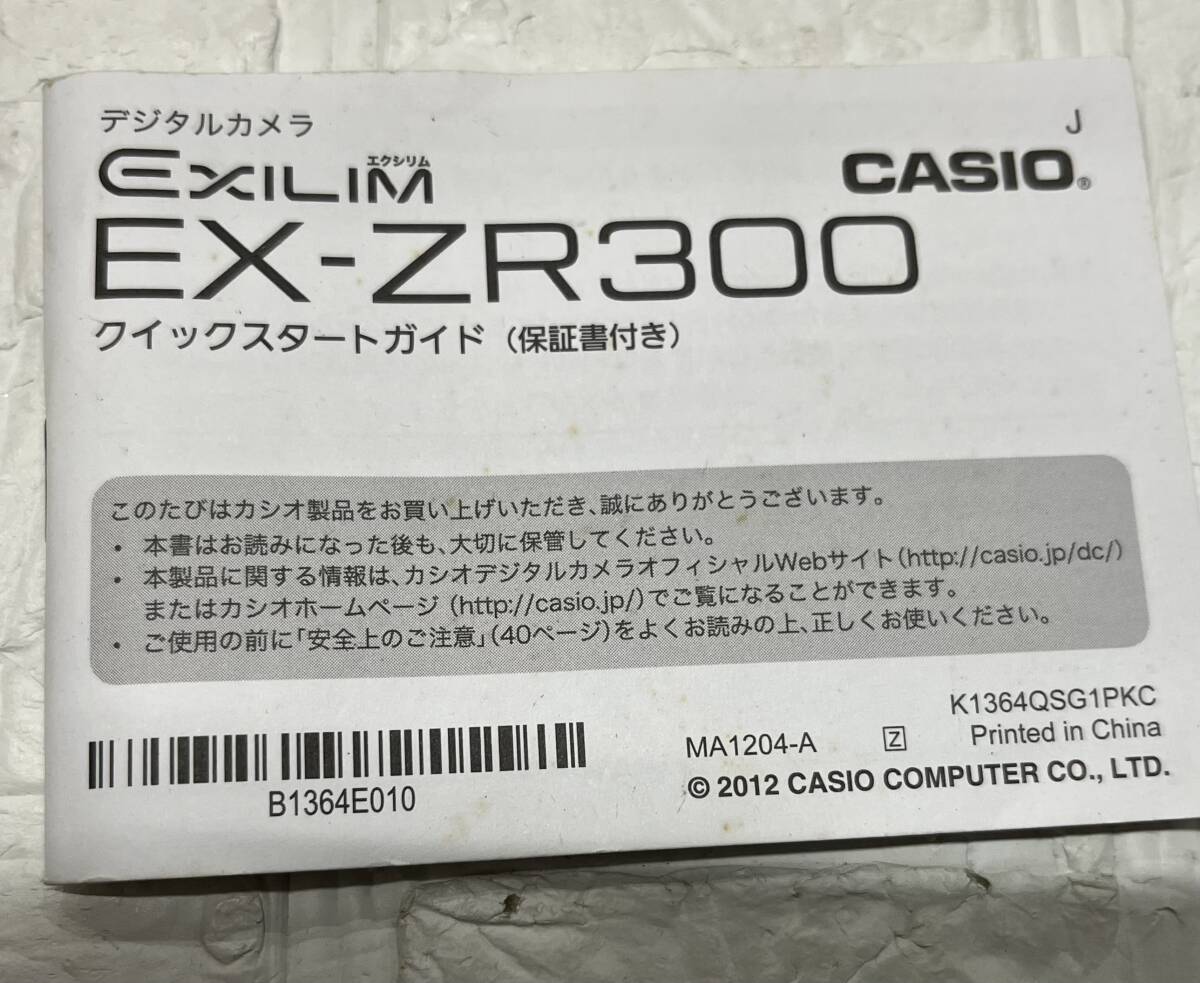 デジタルカメラ
J
EXILIM エクシリム
CASIO®
EX-ZR300
クイックスタートガイド（保証書付き）
このたびはカシオ製品をお買い上げいただき、誠にありがとうございます。
• 本書はお読みになった後も、大切に保管してください。
• 本製品に関する情報は、カシオデジタルカメラオフィシャルWebサイト（http://casio.jp/dc/）
またはカシオホームページ（http://casio.jp/）でご覧になることができます。
• ご使用の前に「安全上のご注意」（40ページ）をよくお読みの上、正しくお使いください。
K1364QSG1PKC
MA1204-A Z Printed in China
B1364E010
© 2012 CASIO COMPUTER CO., LTD.